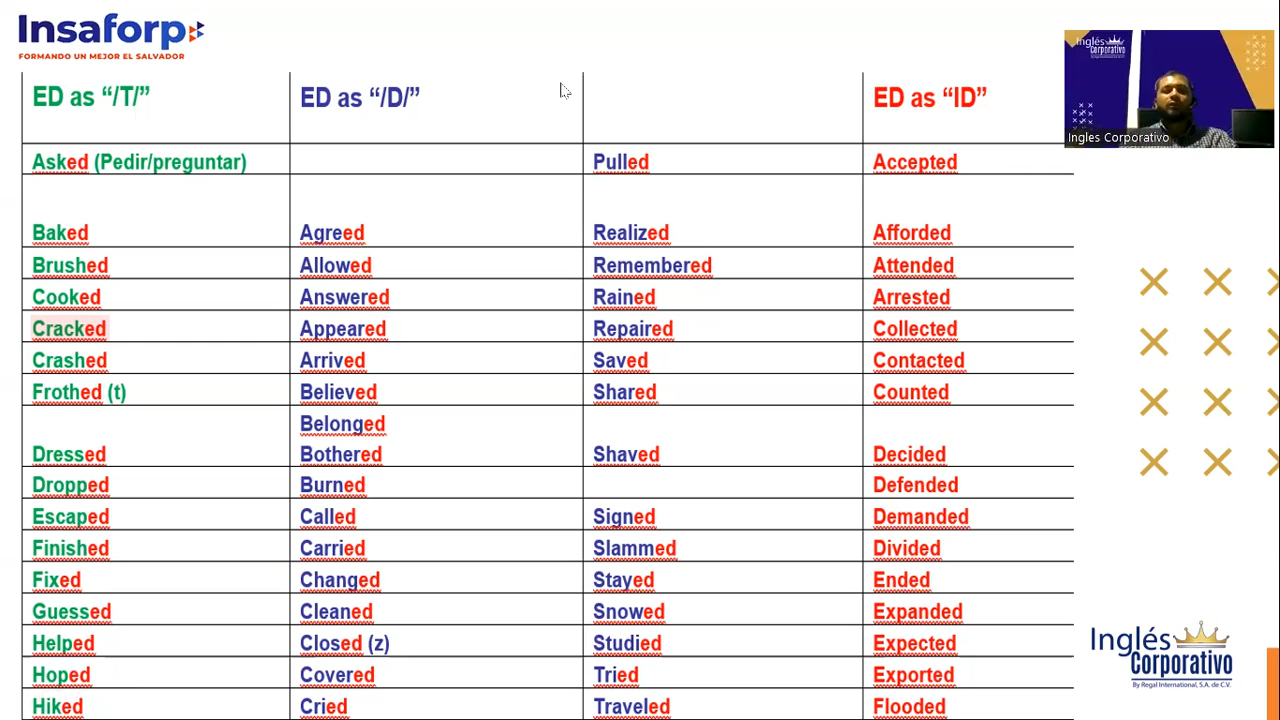 Insaforp
FORMANDO UN MEJOR EL SALVADOR
Inglés
Corporativo
Ingles Corporativo
ED as “/T/” ED as “/D/” ED as “ID”
Asked (Pedir/preguntar) Pulled Accepted
Baked Agreed Realized Afforded
Brushed Allowed Remembered Attended
Cooked Answered Rained Arrested
Cracked Appeared Repaired Collected
Crashed Arrived Saved Contacted
Frothed (t) Believed Shared Counted
Belonged
Dressed Bothered Shaved Decided
Dropped Burned Defended
Escaped Called Signed Demanded
Finished Carried Slammed Divided
Fixed Changed Stayed Ended
Guessed Cleaned Snowed Expanded
Helped Closed (z) Studied Expected
Hoped Covered Tried Exported
Hiked Cried Traveled Flooded
Inglés
Corporativo
By Regal International, S.A. de C.V.